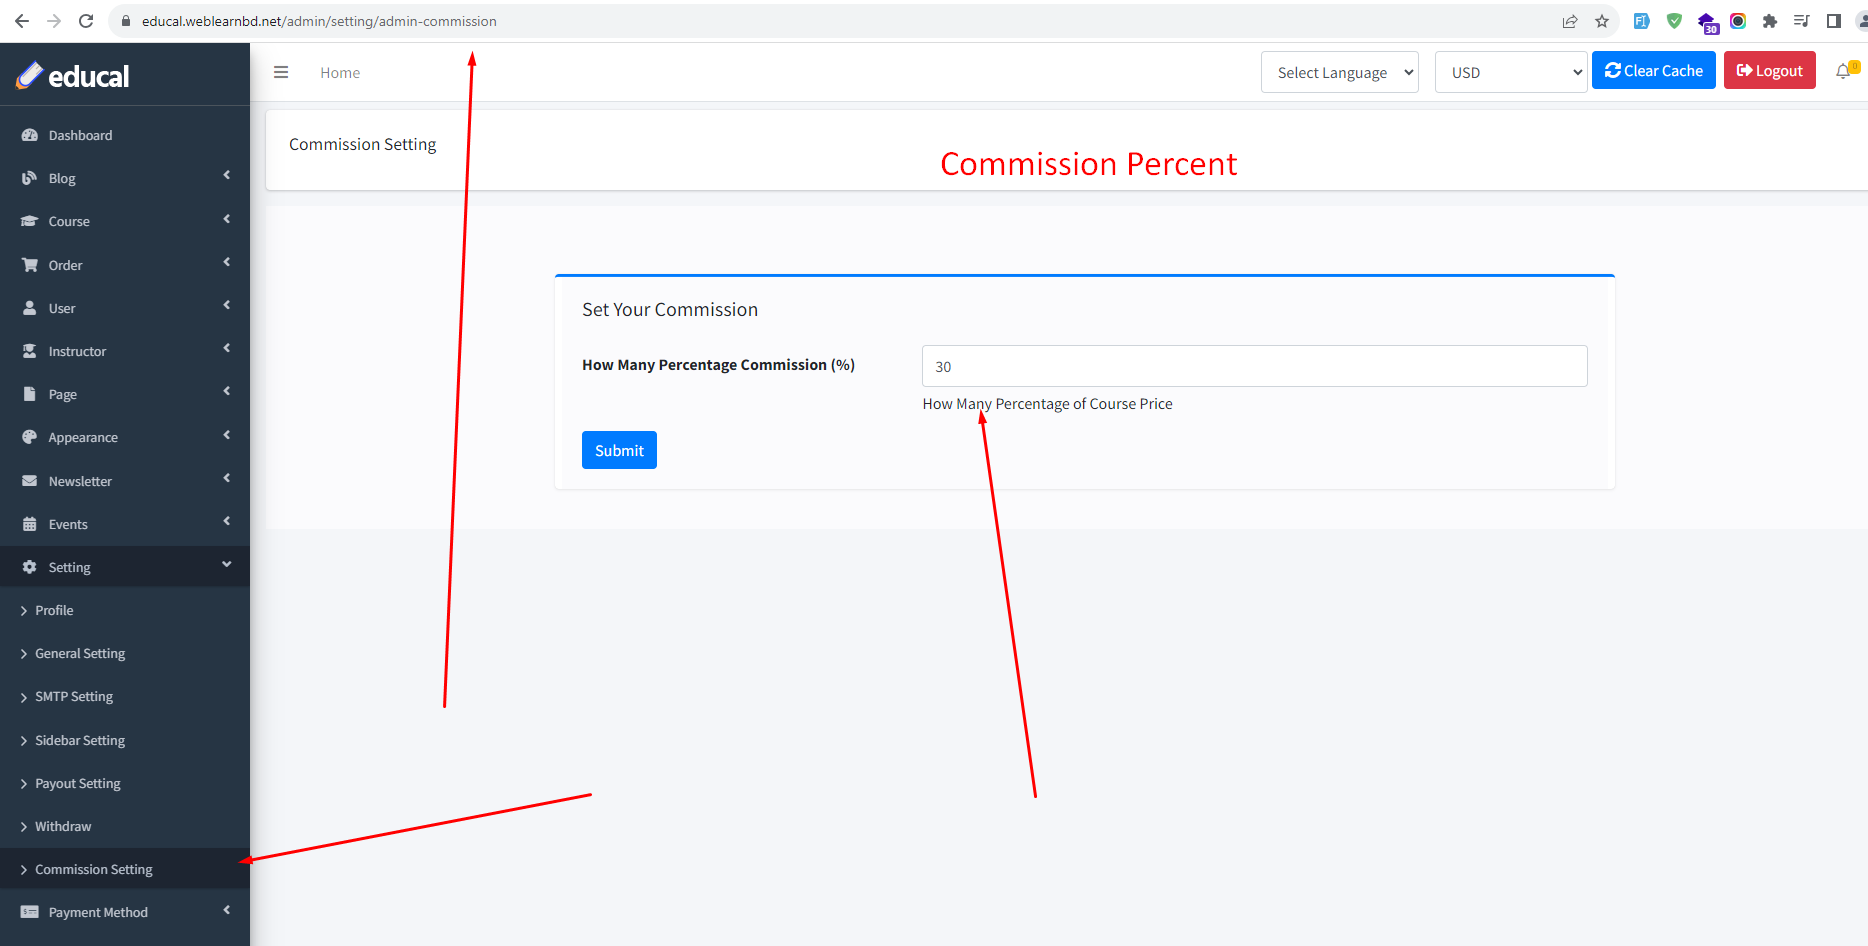 educal.weblearnbd.net/admin/setting/admin-commission
30
educal
Home
Select Language
USD
Clear Cache
Logout
0
Dashboard
Blog
Course
Order
User
Instructor
Page
Appearance
Newsletter
Events
Setting
Profile
General Setting
SMTP Setting
Sidebar Setting
Payout Setting
Withdraw
Commission Setting
Payment Method
Commission Setting
Commission Percent
Set Your Commission
How Many Percentage Commission (%)
30
How Many Percentage of Course Price
Submit